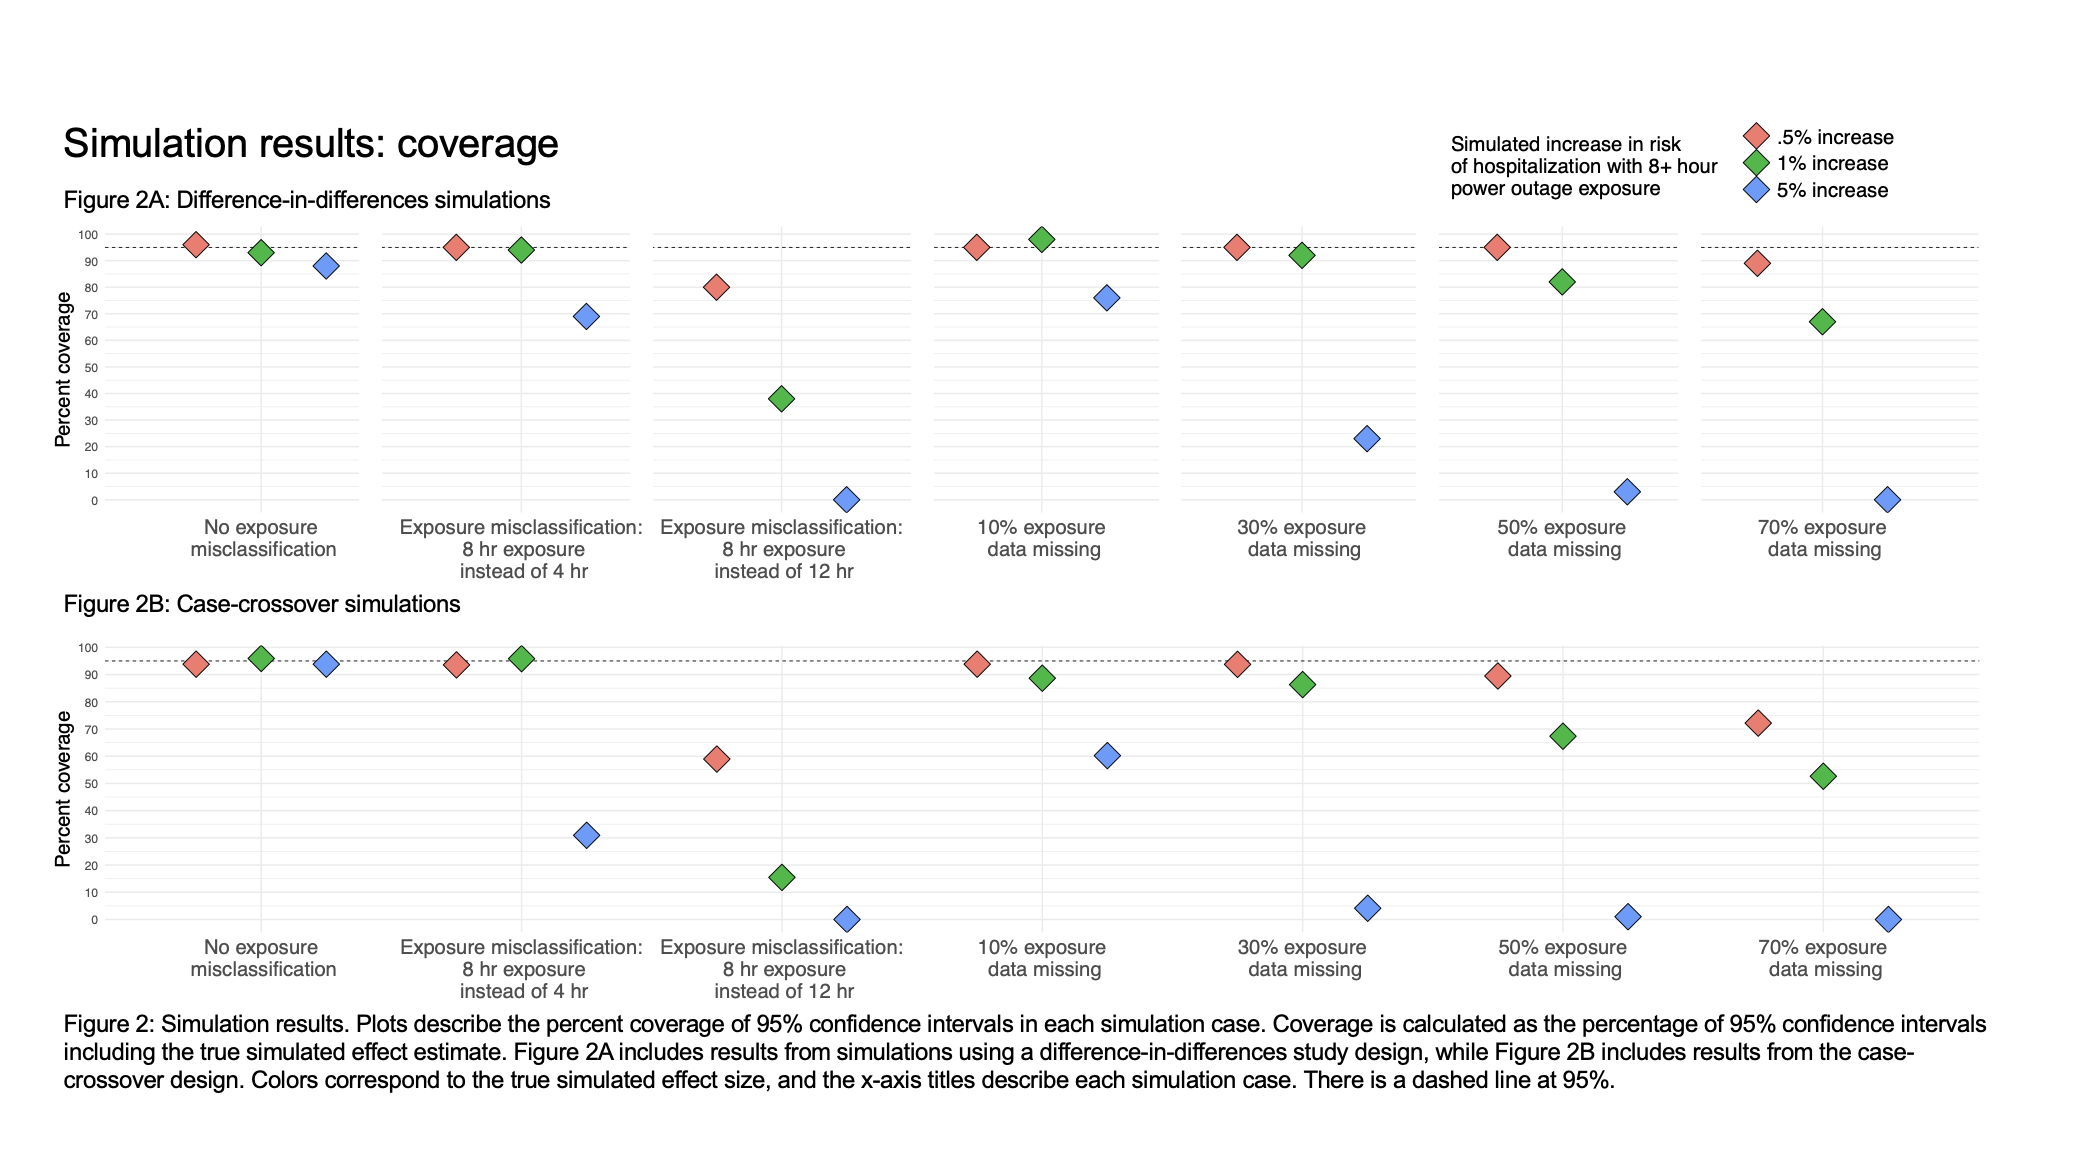 Simulation results: coverage
Simulated increase in risk
of hospitalization with 8+ hour
power outage exposure
.5% increase
1% increase
5% increase
Figure 2A: Difference-in-differences simulations
Percent coverage
100
90
80
70
60
50
40
30
20
10
0
No exposure
misclassification
Exposure misclassification:
8 hr exposure
instead of 4 hr
Exposure misclassification:
8 hr exposure
instead of 12 hr
10% exposure
data missing
30% exposure
data missing
50% exposure
data missing
70% exposure
data missing
Figure 2B: Case-crossover simulations
Percent coverage
100
90
80
70
60
50
40
30
20
10
0
No exposure
misclassification
Exposure misclassification:
8 hr exposure
instead of 4 hr
Exposure misclassification:
8 hr exposure
instead of 12 hr
10% exposure
data missing
30% exposure
data missing
50% exposure
data missing
70% exposure
data missing
Figure 2: Simulation results. Plots describe the percent coverage of 95% confidence intervals in each simulation case. Coverage is calculated as the percentage of 95% confidence intervals
including the true simulated effect estimate. Figure 2A includes results from simulations using a difference-in-differences study design, while Figure 2B includes results from the case-
crossover design. Colors correspond to the true simulated effect size, and the x-axis titles describe each simulation case. There is a dashed line at 95%.